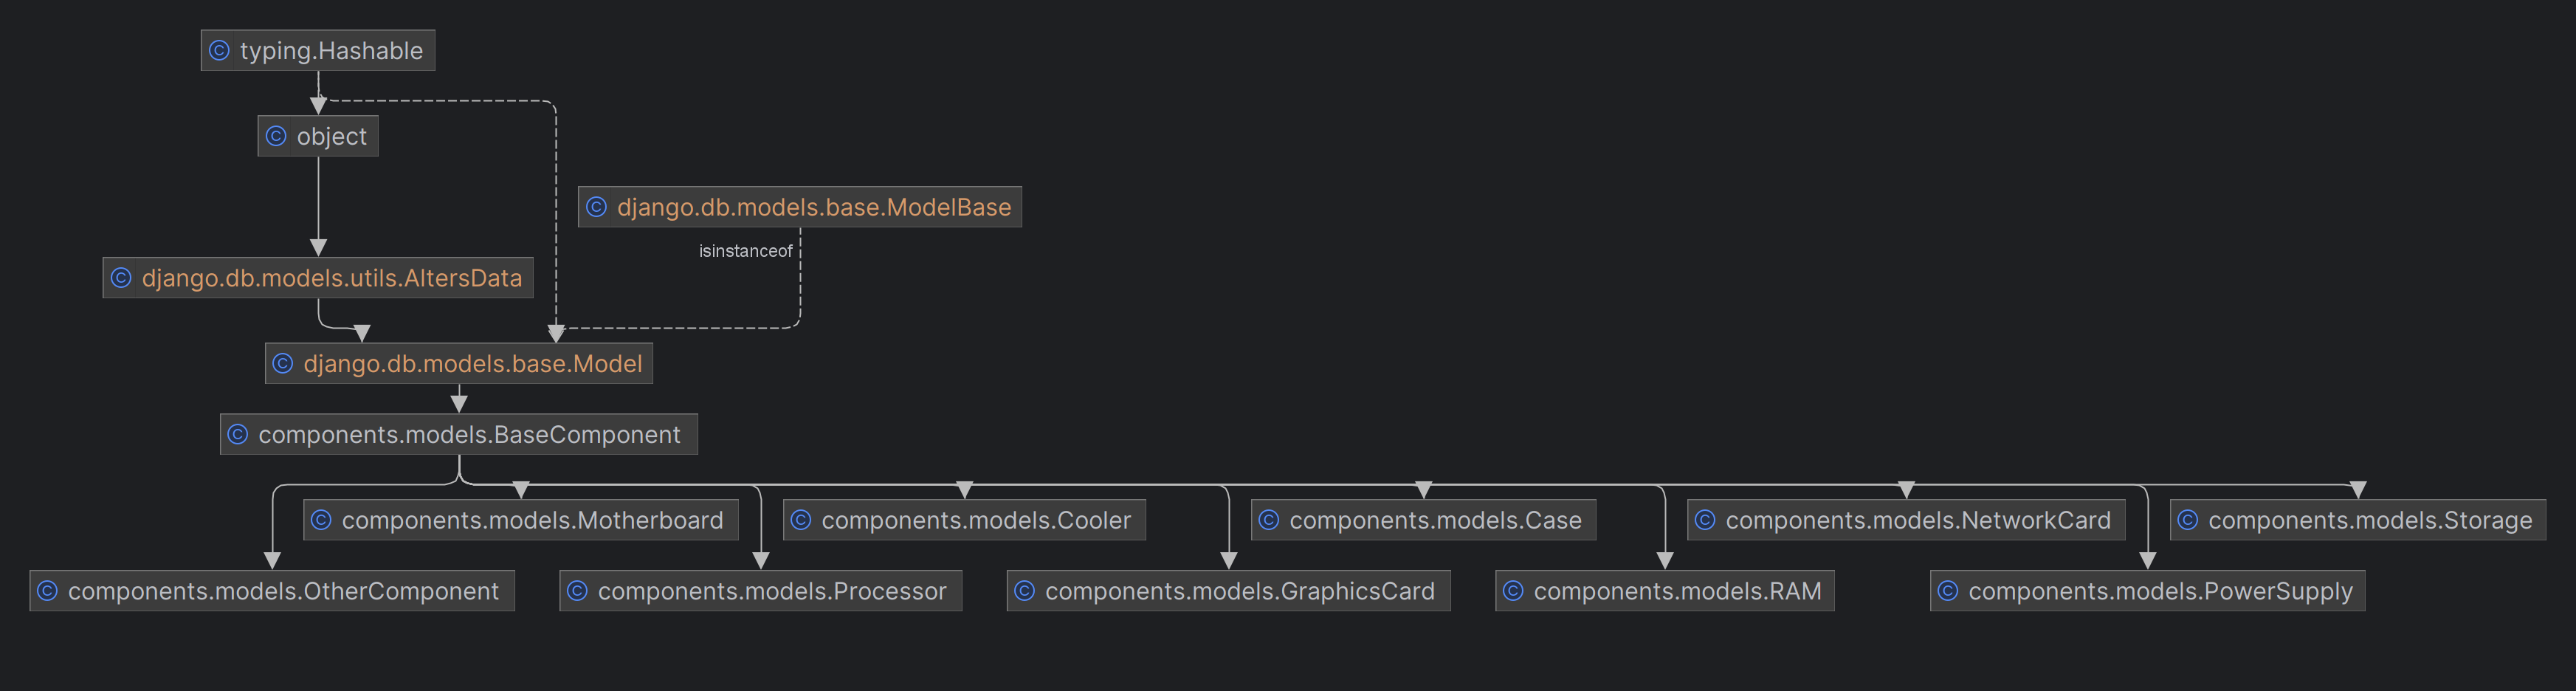 typing.Hashable
object
django.db.models.base.ModelBase
isinstanceof
django.db.models.utils.AltersData
django.db.models.base.Model
components.models.BaseComponent
components.models.Motherboard
components.models.Cooler
components.models.Case
components.models.NetworkCard
components.models.Storage
components.models.OtherComponent
components.models.Processor
components.models.GraphicsCard
components.models.RAM
components.models.PowerSupply